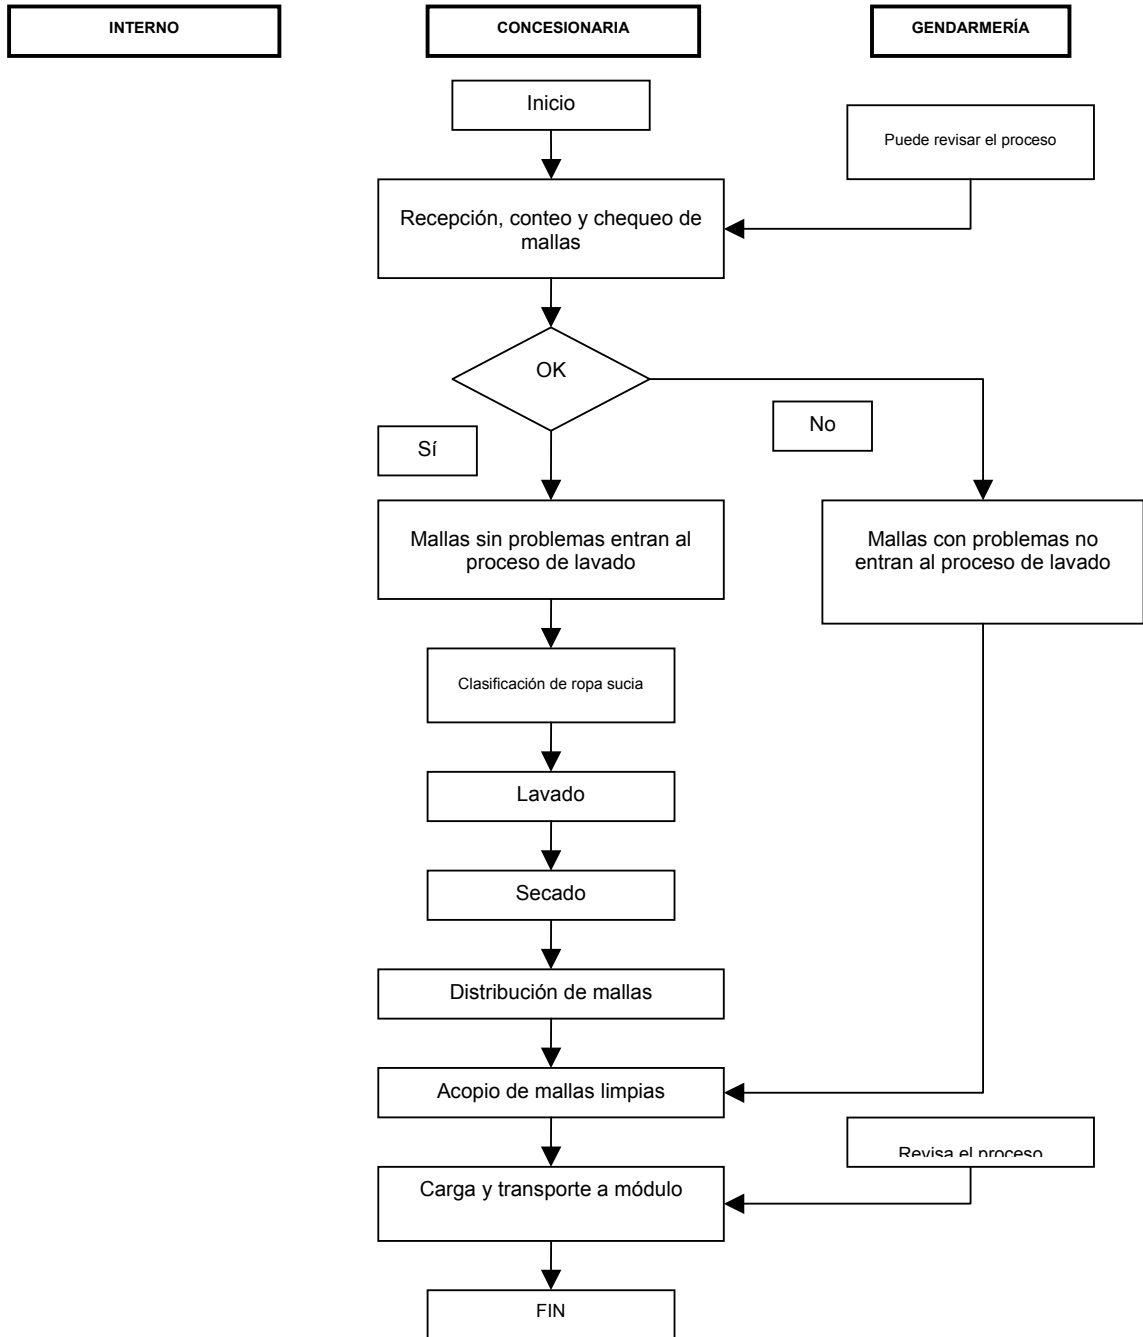 INTERNO
CONCESIONARIA
GENDARMERÍA
Inicio
Puede revisar el proceso
Recepción, conteo y chequeo de
mallas
OK
Sí
No
Mallas sin problemas entran al
proceso de lavado
Mallas con problemas no
entran al proceso de lavado
Clasificación de ropa sucia
Lavado
Secado
Distribución de mallas
Acopio de mallas limpias
Revisa el proceso
Carga y transporte a módulo
FIN